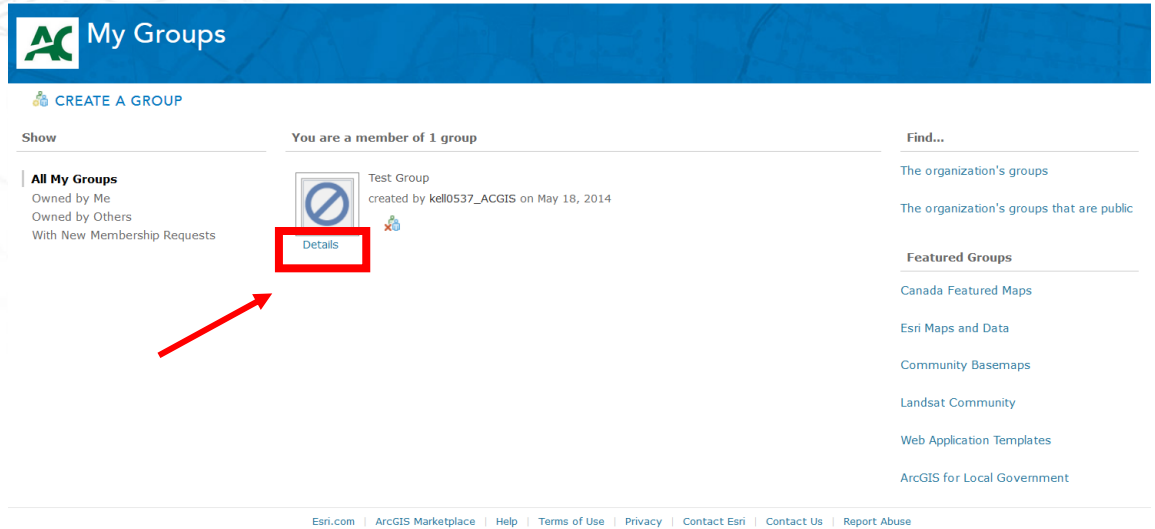 AC My Groups
CREATE A GROUP
Show
All My Groups
Owned by Me
Owned by Others
With New Membership Requests
You are a member of 1 group
Test Group
created by kell0537_ACGIS on May 18, 2014
Details
Find...
The organization's groups
The organization's groups that are public
Featured Groups
Canada Featured Maps
Esri Maps and Data
Community Basemaps
Landsat Community
Web Application Templates
ArcGIS for Local Government
Esri.com | ArcGIS Marketplace | Help | Terms of Use | Privacy | Contact Esri | Contact Us | Report Abuse